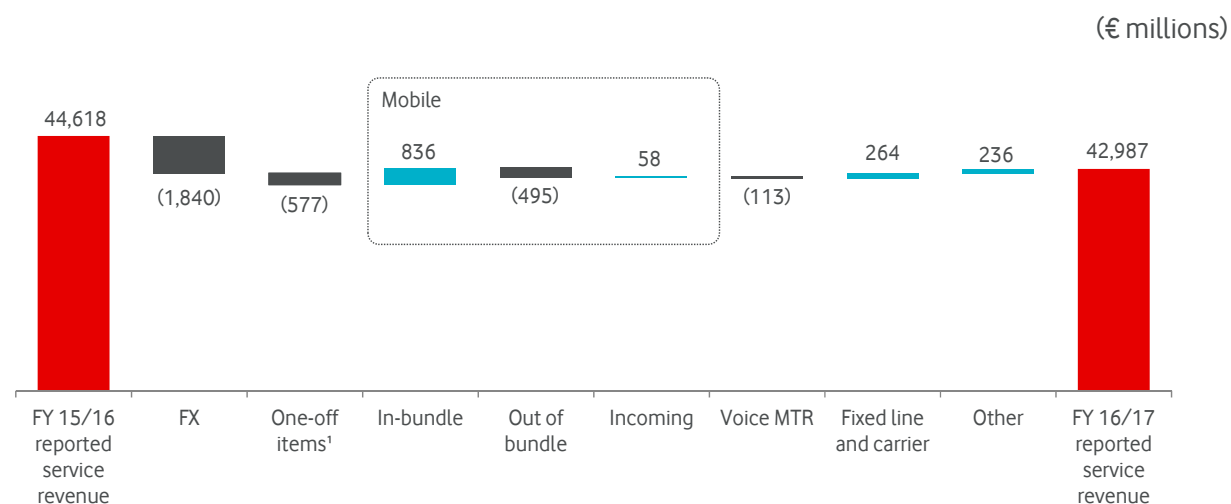 (€ millions)
Mobile
44,618
(1,840)
(577)
836
(495)
58
(113)
264
236
42,987
FY 15/16
reported
service
revenue
FX
One-off
items¹
In-bundle
Out of
bundle
Incoming
Voice MTR
Fixed line
and carrier
Other
FY 16/17
reported
service
revenue